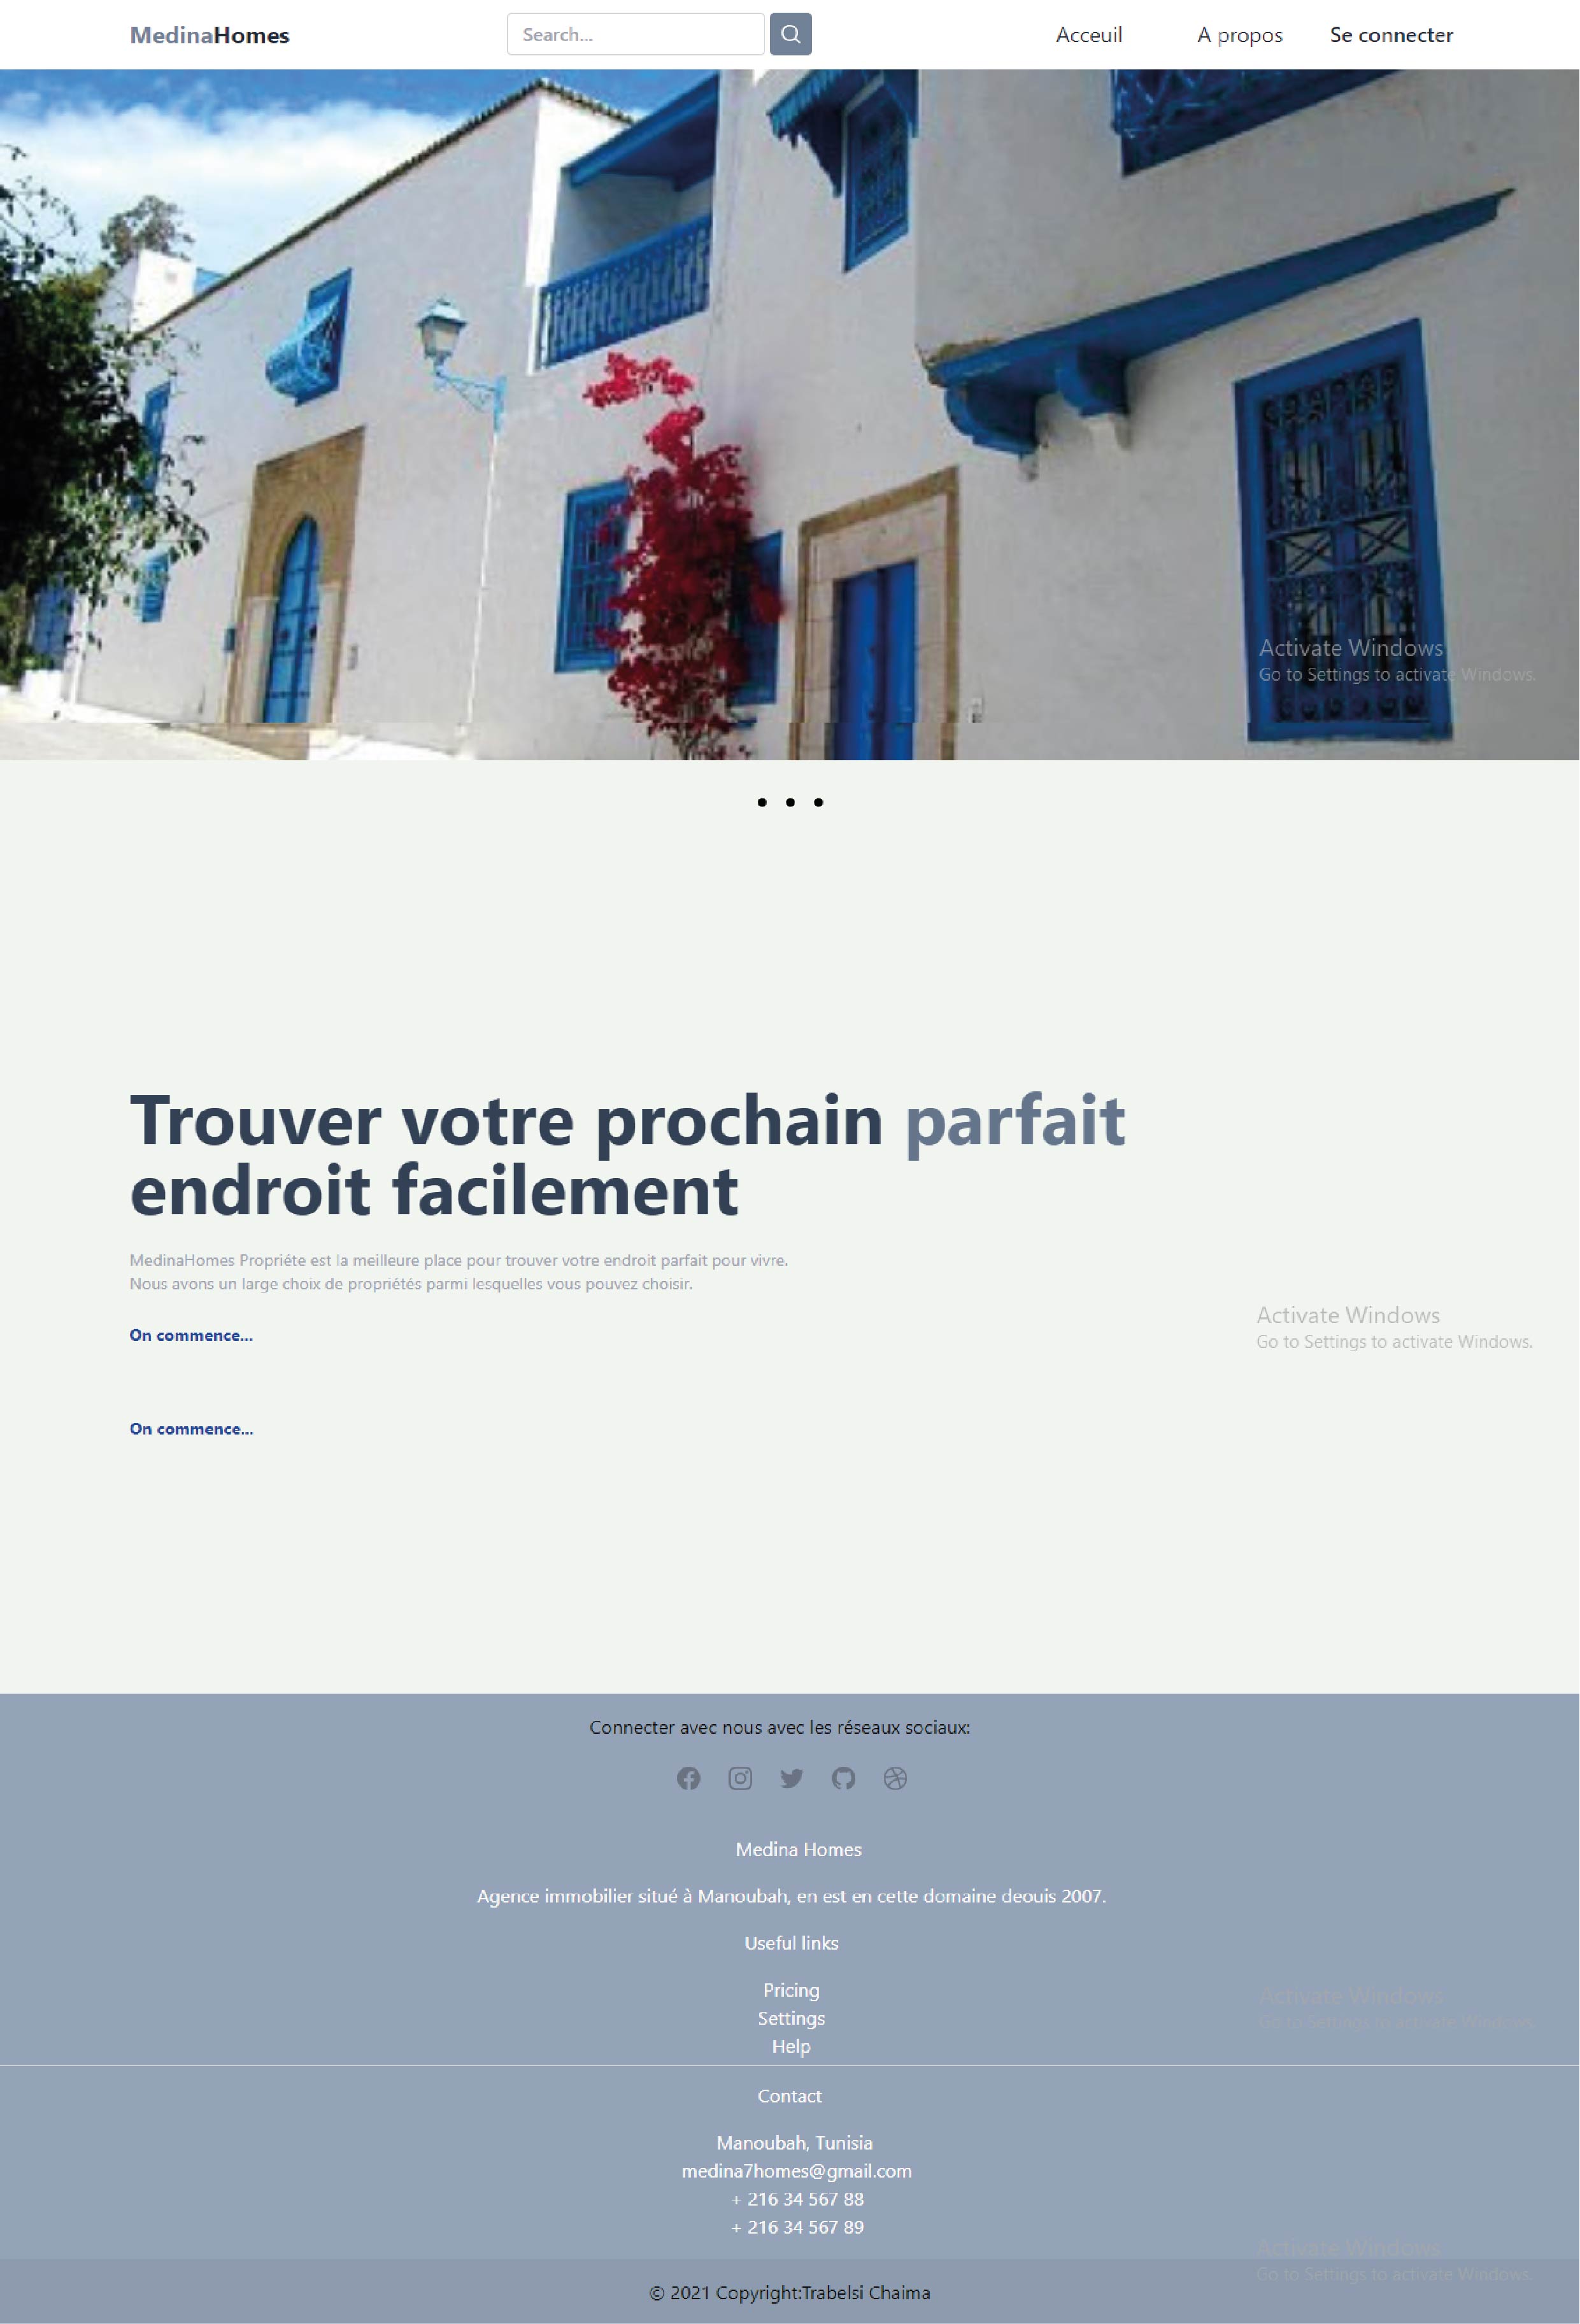 MedinaHomes
Search...
Acceuil
A propos
Se connecter
Activate Windows
Go to Settings to activate Windows.
Trouver votre prochain parfait
endroit facilement
MedinaHomes Propriéte est la meilleure place pour trouver votre endroit parfait pour vivre.
Nous avons un large choix de propriétés parmi lesquelles vous pouvez choisir.
Activate Windows
Go to Settings to activate Windows.
On commence...
On commence...
Connecter avec nous avec les réseaux sociaux:
Medina Homes
Agence immobilier situé à Manoubah, en est en cette domaine deouis 2007.
Useful links
Pricing
Activate Windows
Settings
Go to Settings to activate Windows.
Help
Contact
Manoubah, Tunisia
medina7homes@gmail.com
+ 216 34 567 88
+ 216 34 567 89
Activate Windows
Go to Settings to activate Windows.
© 2021 Copyright:Trabelsi Chaima